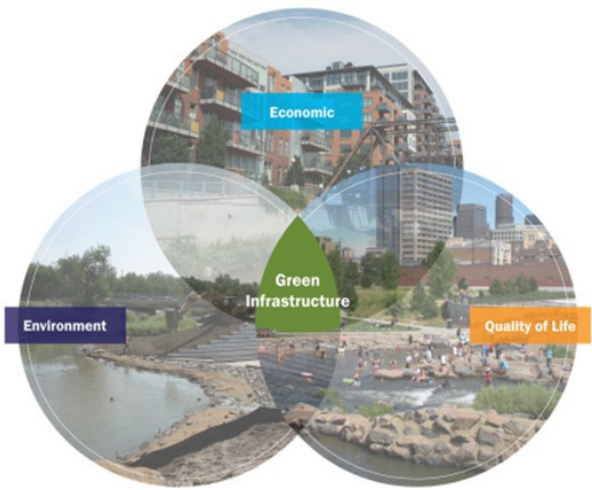 Economic
Green
Infrastructure
Environment
Quality of Life